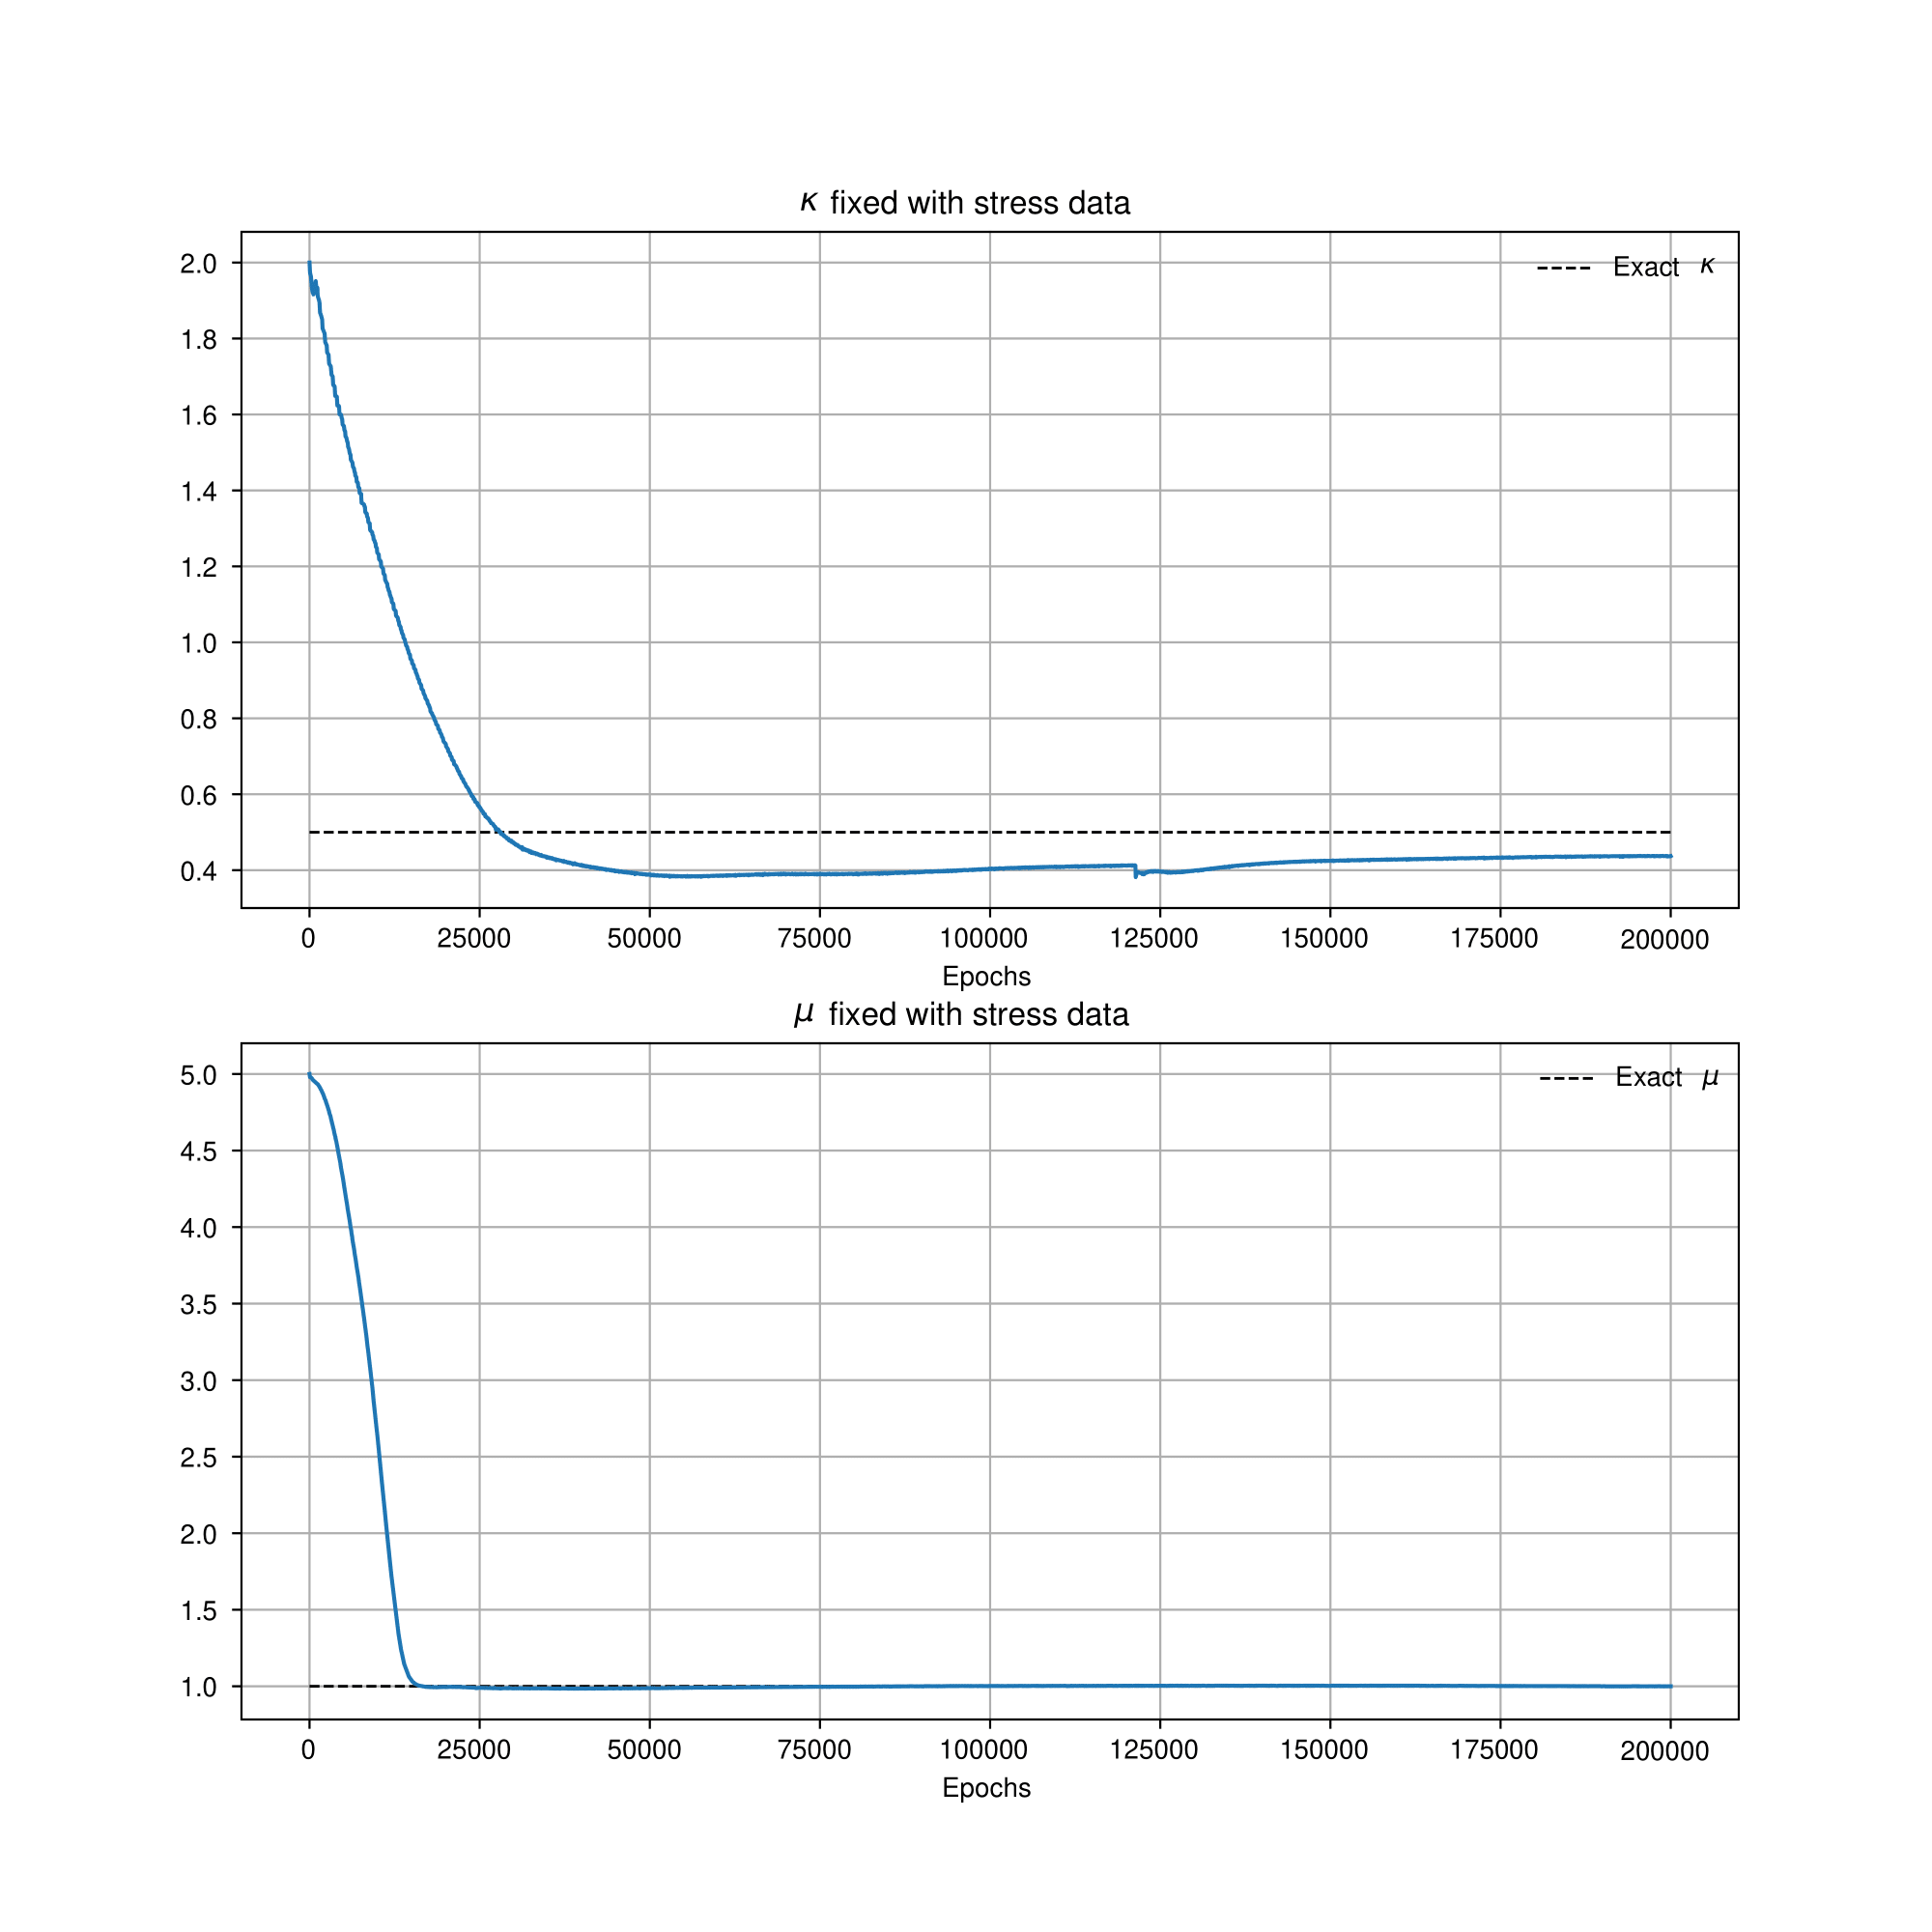 κ fixed with stress data
Exact κ
2.0
1.8
1.6
1.4
1.2
1.0
0.8
0.6
0.4
0 25000 50000 75000 100000 125000 150000 175000 200000
Epochs
μ fixed with stress data
Exact μ
5.0
4.5
4.0
3.5
3.0
2.5
2.0
1.5
1.0
0 25000 50000 75000 100000 125000 150000 175000 200000
Epochs